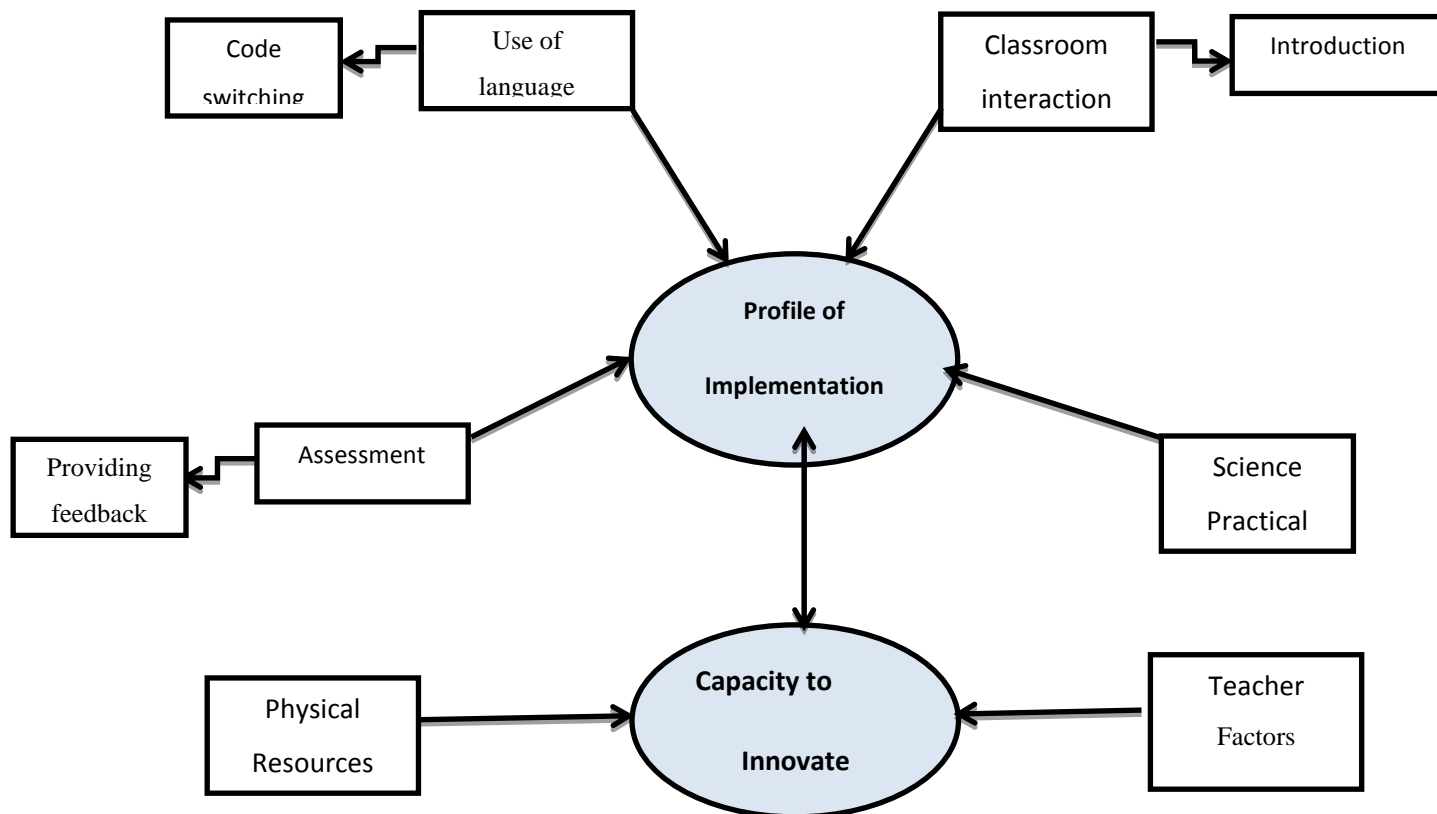 Code
switching
Use of
language
Classroom
interaction
Introduction
Profile of
Implementation
Providing
feedback
Assessment
Science
Practical
Physical
Resources
Capacity to
Innovate
Teacher
Factors